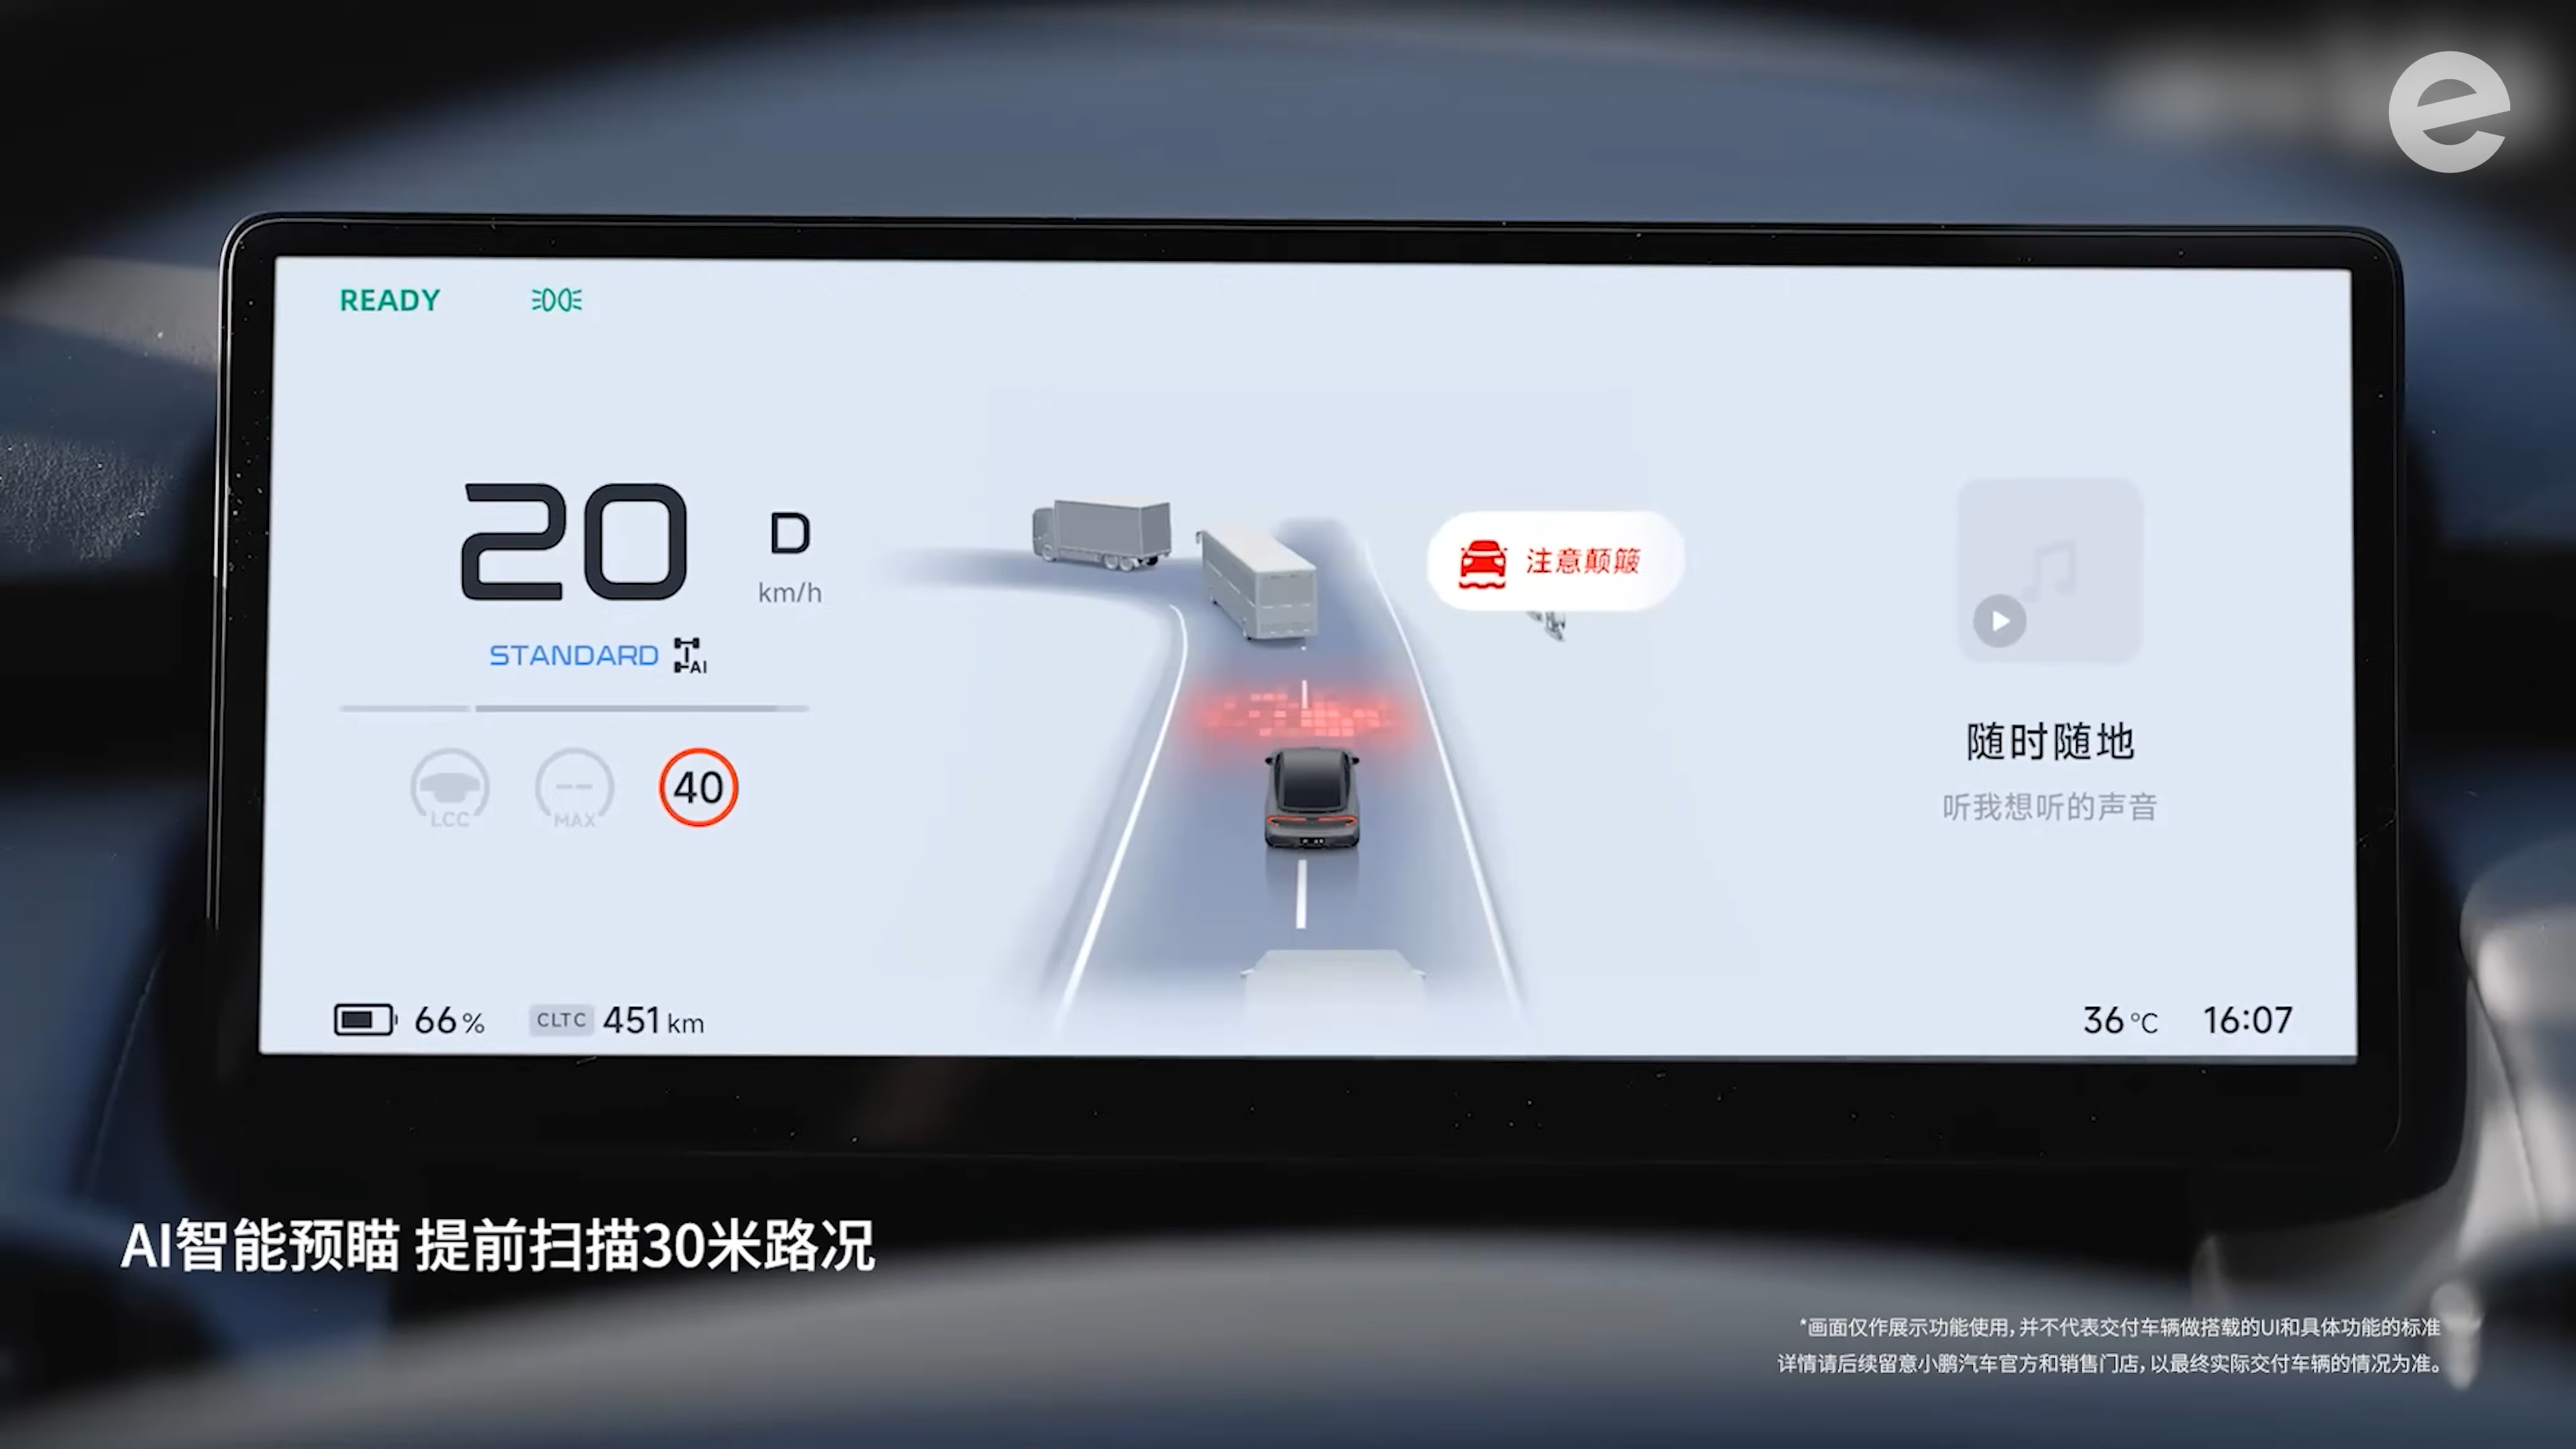 READY
20
D
km/h
STANDARD
AI
LCC
MAX
40
66%
CLTC 451 km
注意颠簸
随时随地
听我想听的声音
36°C 16:07
AI智能预瞄 提前扫描30米路况
*画面仅作展示功能使用,并不代表交付车辆做搭载的UI和具体功能的标准
详情请后续留意小鹏汽车官方和销售门店,以最终实际交付车辆的情况为准。
e